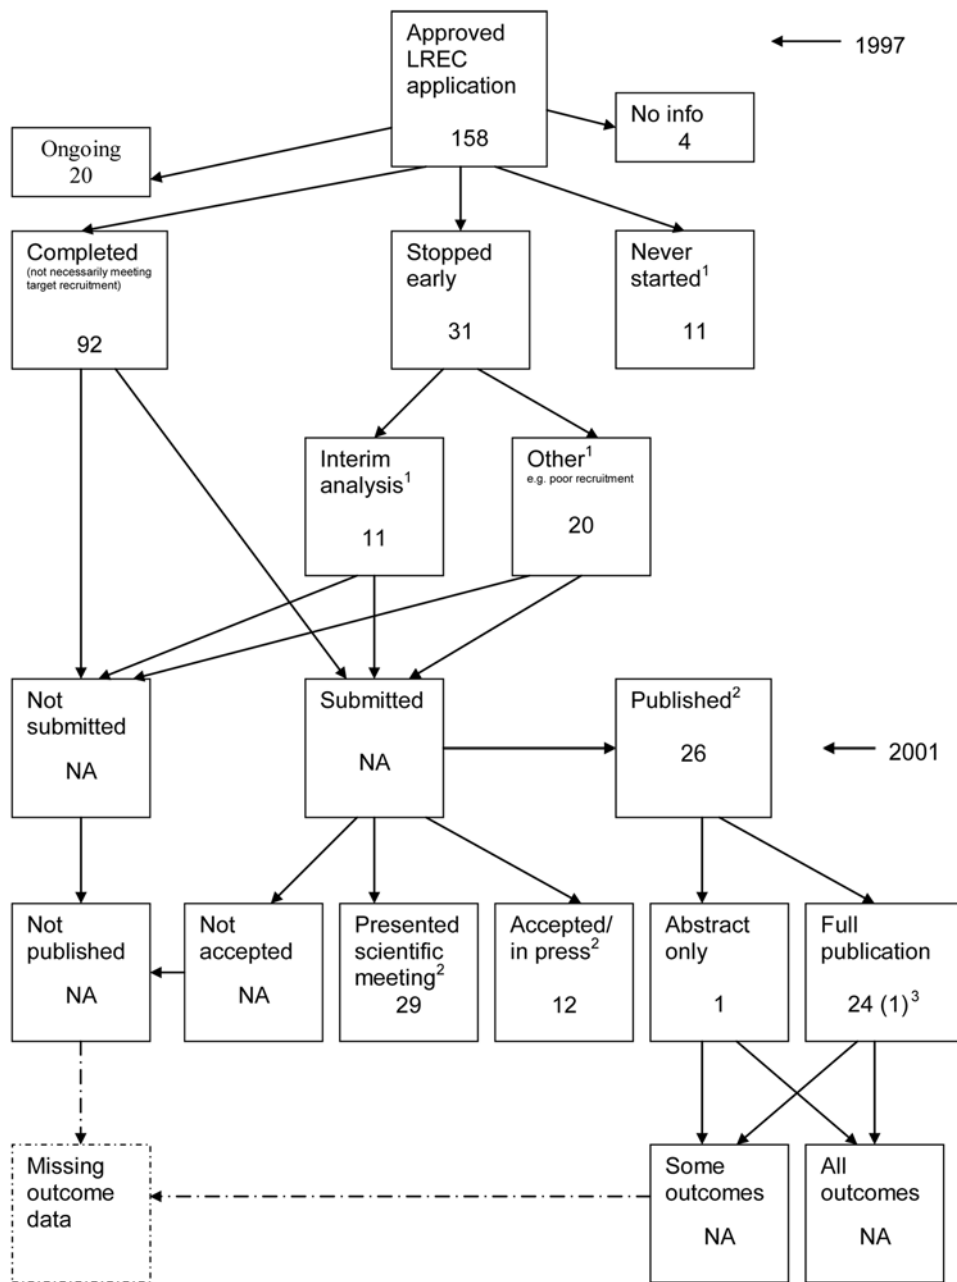 Approved
LREC
application
158
1997
No info
4
Ongoing
20
Completed
(not necessarily meeting
target recruitment)
92
Stopped
early
31
Never
started¹
11
Interim
analysis¹
11
Other¹
e.g. poor recruitment
20
Not
submitted
NA
Submitted
NA
Published²
26
2001
Not
published
NA
Not
accepted
NA
Presented
scientific
meeting²
29
Accepted/
in press²
12
Abstract
only
1
Full
publication
24 (1)³
Missing
outcome
data
Some
outcomes
NA
All
outcomes
NA